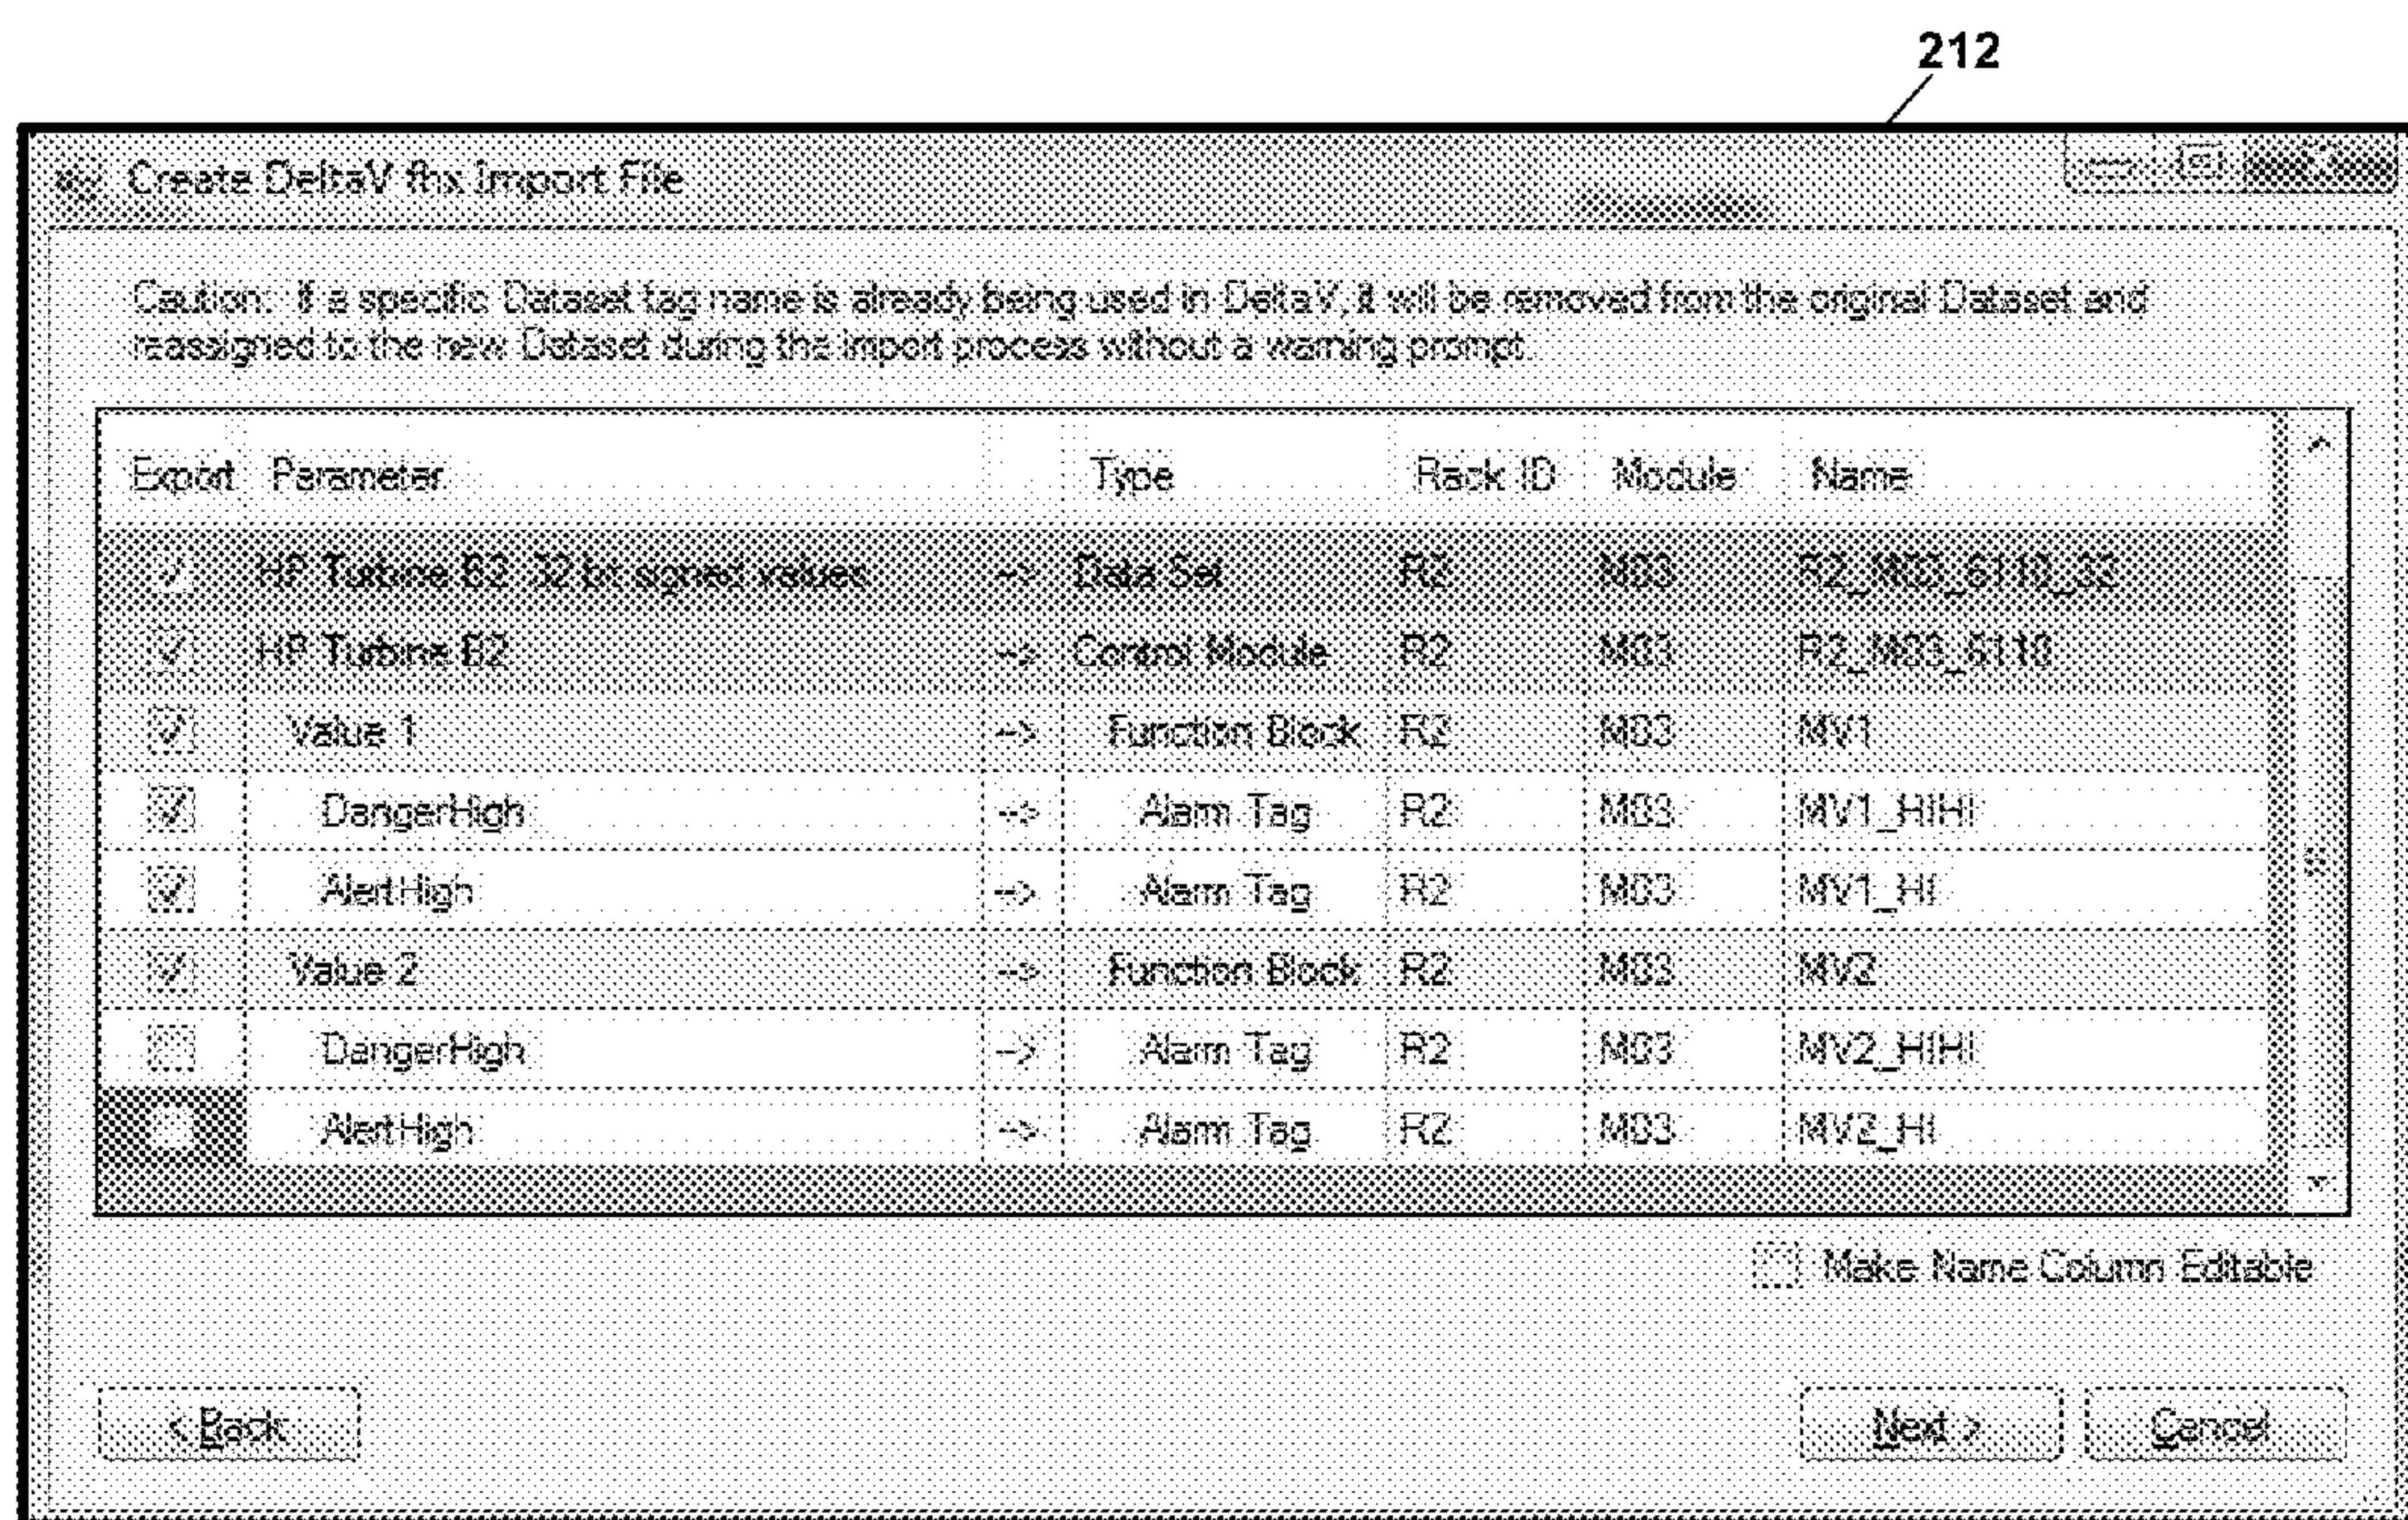 212
Create DeltaV fhx Import File
Caution: If a specific Dataset tag name is already being used in DeltaV, it will be removed from the original Dataset and
reassigned to the new Dataset during the import process without a warning prompt.
Export Parameter Type Rack ID Module Name
HP Turbine B2 32 bit signed values --> Data Set R2 M03 R2_M03_6110_32
HP Turbine B2 --> Control Module R2 M03 R2_M03_6110
Value 1 --> Function Block R2 M03 MV1
DangerHigh --> Alarm Tag R2 M03 MV1_HIHI
AlertHigh --> Alarm Tag R2 M03 MV1_HI
Value 2 --> Function Block R2 M03 MV2
DangerHigh --> Alarm Tag R2 M03 MV2_HIHI
AlertHigh --> Alarm Tag R2 M03 MV2_HI
Make Name Column Editable
< Back Next > Cancel